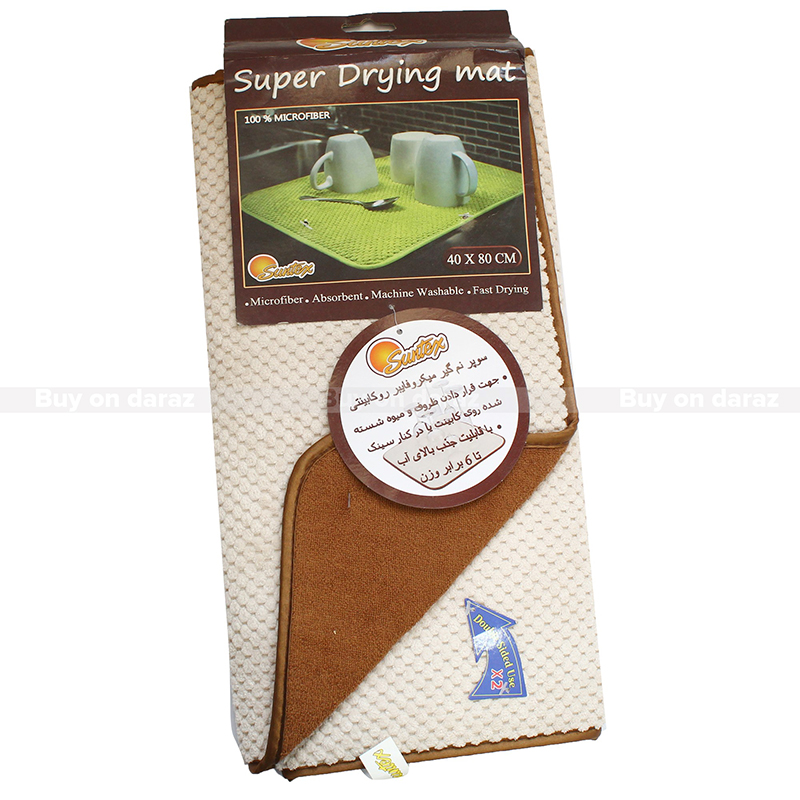 Suntex
Super Drying mat
100 % MICROFIBER
Suntex
40 X 80 CM
• Microfiber • Absorbent • Machine Washable • Fast Drying
Suntex
سوپر نم گیر میکروفایبر روکابینتی
• جهت قرار دادن ظروف و میوه شسته
شده روی کابینت یا در کنار سینک
• با قابلیت جذب بالای آب
تا 6 برابر وزن
Buy on daraz
Buy on daraz
Double Sided Use
X 2
Suntex